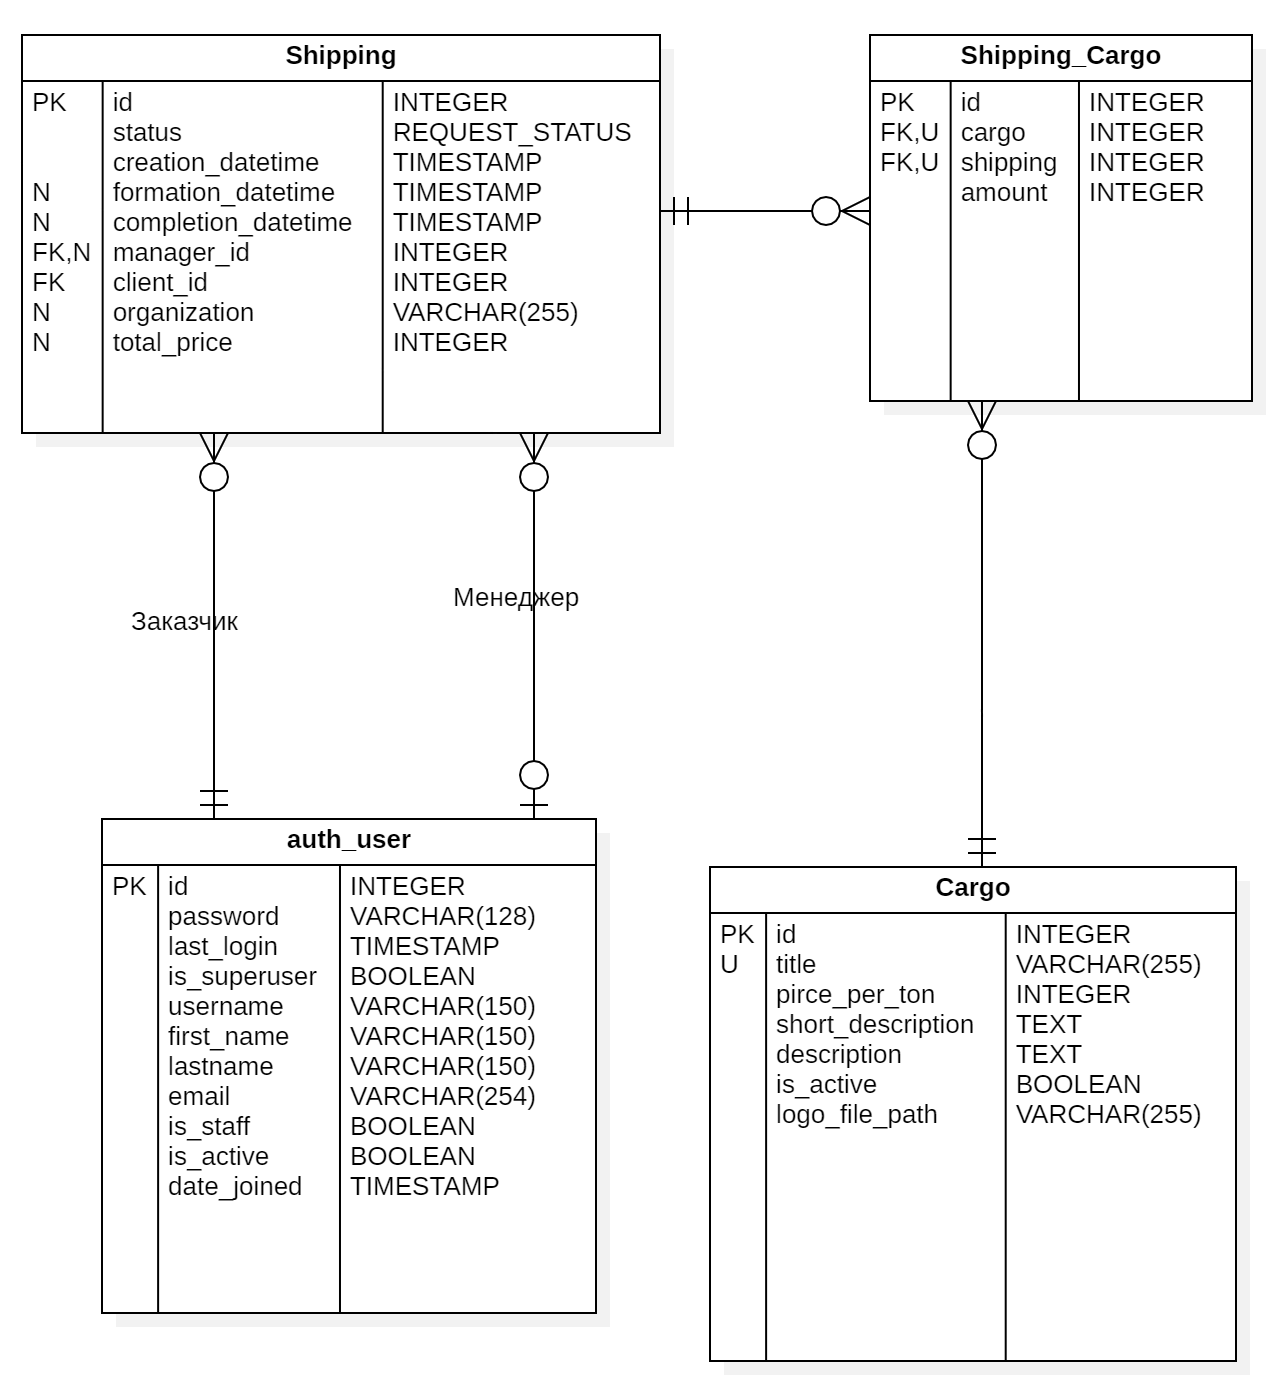 Shipping
PK id INTEGER
status REQUEST_STATUS
creation_datetime TIMESTAMP
N formation_datetime TIMESTAMP
N completion_datetime TIMESTAMP
FK,N manager_id INTEGER
FK client_id INTEGER
N organization VARCHAR(255)
N total_price INTEGER
Shipping_Cargo
PK id INTEGER
FK,U cargo INTEGER
FK,U shipping INTEGER
amount INTEGER
Заказчик
Менеджер
auth_user
PK id INTEGER
password VARCHAR(128)
last_login TIMESTAMP
is_superuser BOOLEAN
username VARCHAR(150)
first_name VARCHAR(150)
lastname VARCHAR(150)
email VARCHAR(254)
is_staff BOOLEAN
is_active BOOLEAN
date_joined TIMESTAMP
Cargo
PK id INTEGER
U title VARCHAR(255)
pirce_per_ton INTEGER
short_description TEXT
description TEXT
is_active BOOLEAN
logo_file_path VARCHAR(255)